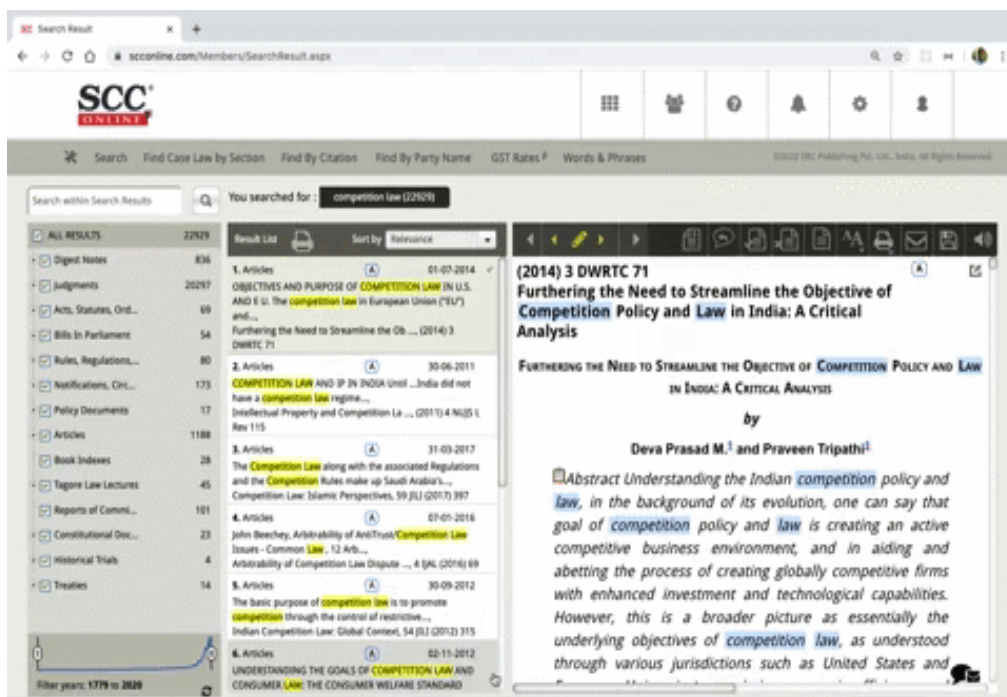 Search Result
scconline.com/Members/SearchResult.aspx
SCC
ONLINE
Search Find Case Law by Section Find By Citation Find By Party Name GST Rates Words & Phrases
Search within Search Results
You searched for : competition law (22929)
ALL RESULTS 22929
Digest Notes 836
Judgments 20297
Acts, Statutes, Ord... 69
Bills In Parliament 54
Rules, Regulations,... 80
Notifications, Circ... 173
Policy Documents 17
Articles 1188
Book Indexes 28
Tagore Law Lectures 45
Reports of Commi... 101
Constitutional Doc... 23
Historical Trials 4
Treaties 14
Filter years: 1779 to 2020
Result List Sort by Relevance
1. Articles A 01-07-2014
OBJECTIVES AND PURPOSE OF COMPETITION LAW IN U.S.
AND E U. The competition law in European Union ("EU")
and...,
Furthering the Need to Streamline the Ob ..., (2014) 3
DWRTC 71
2. Articles A 30-06-2011
COMPETITION LAW AND IP IN INDIA Until ...India did not
have a competition law regime...,
Intellectual Property and Competition La ..., (2011) 4 NUJS L
Rev 115
3. Articles A 31-03-2017
The Competition Law along with the associated Regulations
and the Competition Rules make up Saudi Arabia's...,
Competition Law: Islamic Perspectives, 59 JILI (2017) 397
4. Articles A 07-01-2016
John Beechey, Arbitrability of AntiTrust/Competition Law
Issues - Common Law , 12 Arb...,
Arbitrability of Competition Law Dispute ..., 4 IJAL (2016) 69
5. Articles A 30-09-2012
The basic purpose of competition law is to promote
competition through the control of restrictive...,
Indian Competition Law: Global Context, 54 JILI (2012) 315
6. Articles A 02-11-2012
UNDERSTANDING THE GOALS OF COMPETITION LAW AND
CONSUMER LAW: THE CONSUMER WELFARE STANDARD
(2014) 3 DWRTC 71 A
Furthering the Need to Streamline the Objective of
Competition Policy and Law in India: A Critical
Analysis
FURTHERING THE NEED TO STREAMLINE THE OBJECTIVE OF COMPETITION POLICY AND LAW
IN INDIA: A CRITICAL ANALYSIS
by
Deva Prasad M.1 and Praveen Tripathi2
Abstract Understanding the Indian competition policy and
law, in the background of its evolution, one can say that
goal of competition policy and law is creating an active
competitive business environment, and in aiding and
abetting the process of creating globally competitive firms
with enhanced investment and technological capabilities.
However, this is a broader picture as essentially the
underlying objectives of competition law, as understood
through various jurisdictions such as United States and